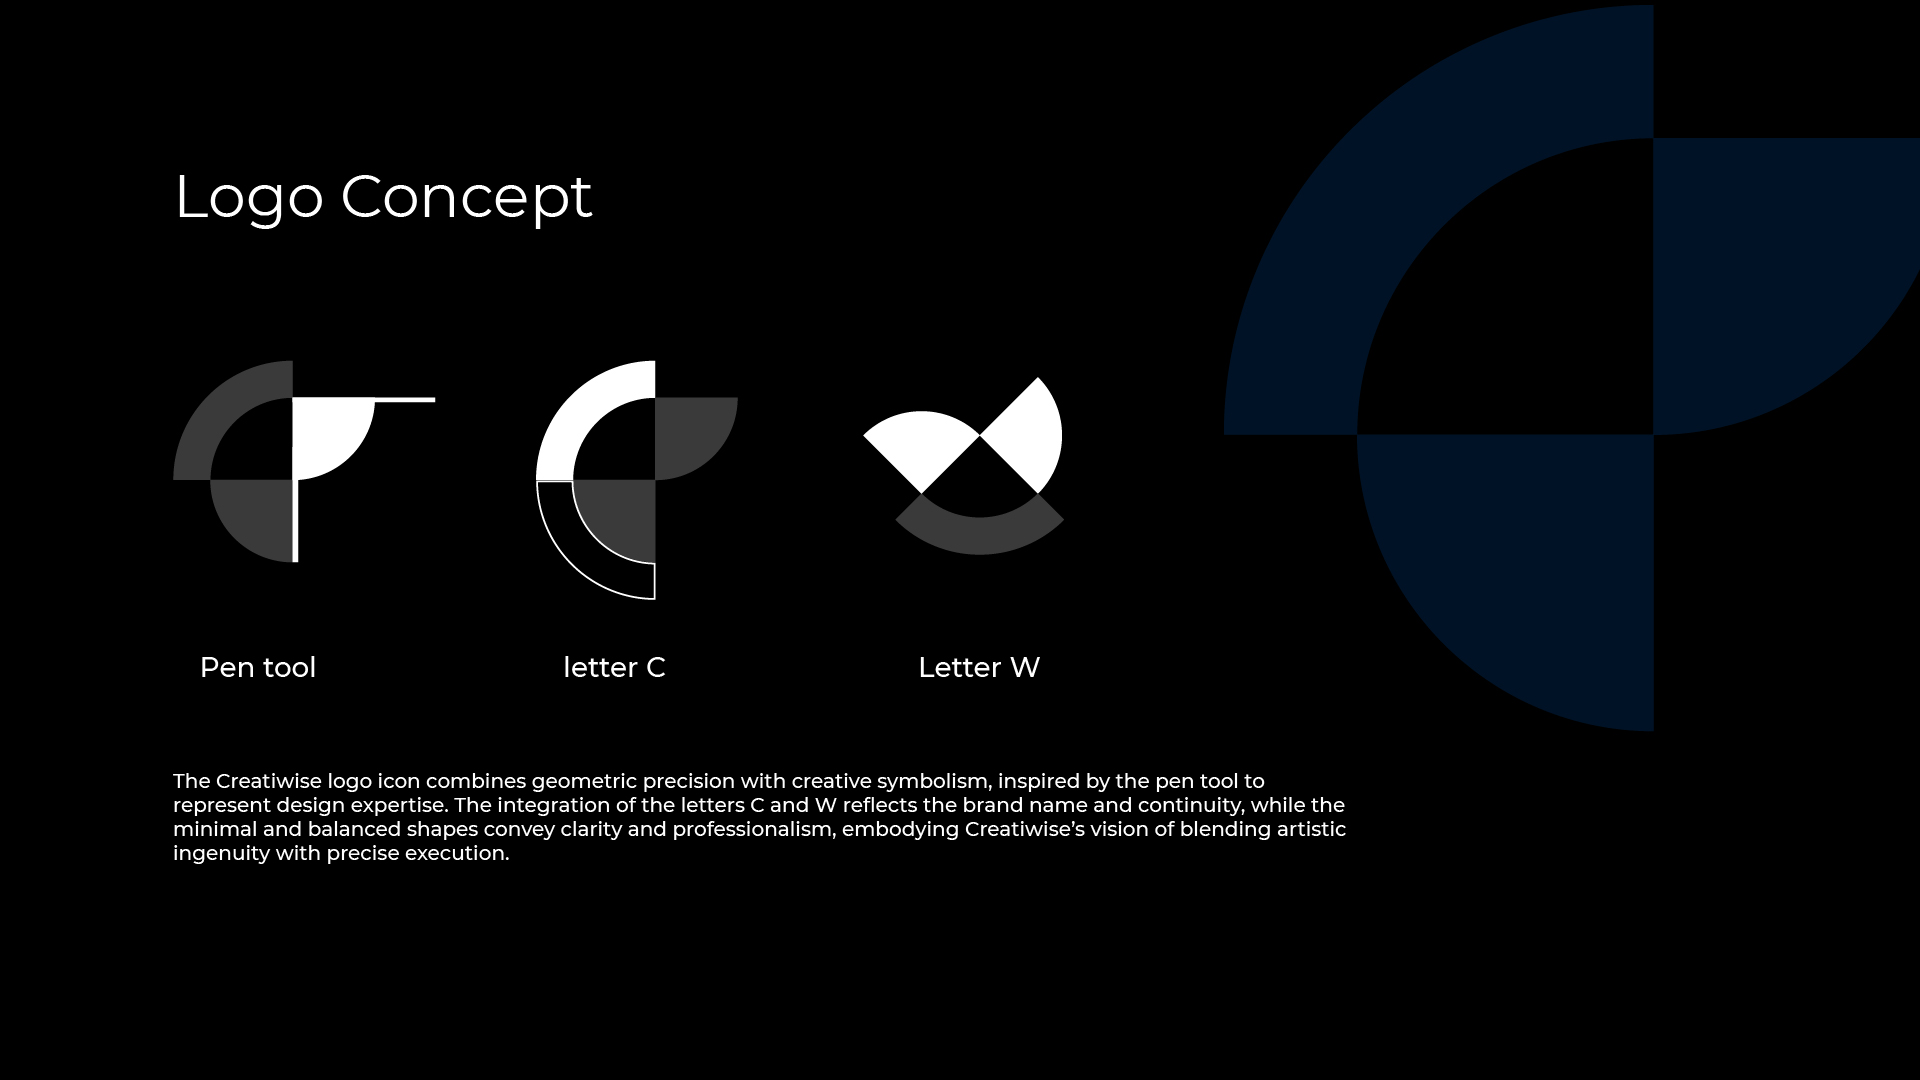 Logo Concept
Pen tool
letter C
Letter W
The Creatiwise logo icon combines geometric precision with creative symbolism, inspired by the pen tool to
represent design expertise. The integration of the letters C and W reflects the brand name and continuity, while the
minimal and balanced shapes convey clarity and professionalism, embodying Creatiwise’s vision of blending artistic
ingenuity with precise execution.